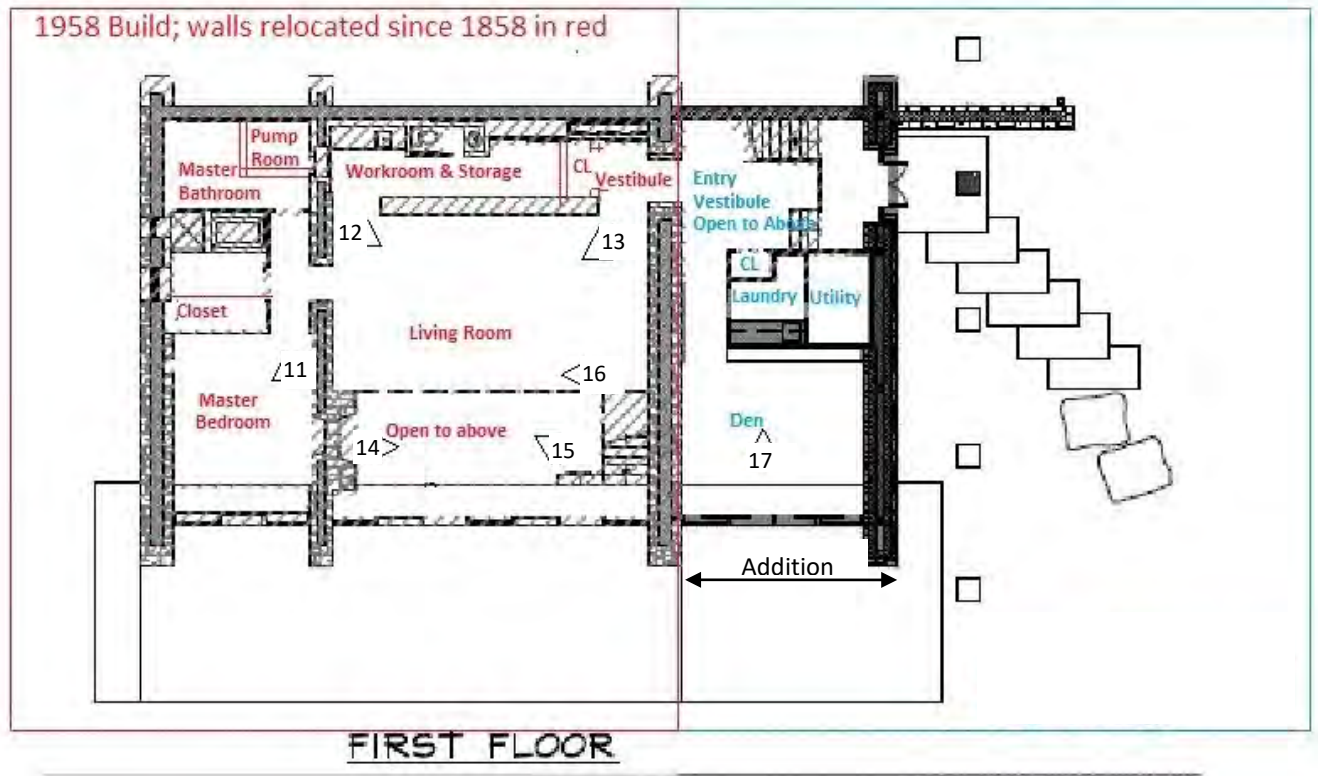 1958 Build; walls relocated since 1858 in red
Pump
Room
Master
Bathroom
Workroom & Storage
CL
Vestibule
Entry
Vestibule
Open to Above
12
13
CL
Laundry
Utility
Closet
Living Room
11
16
Master
Bedroom
Open to above
14
15
Den
17
Addition
FIRST FLOOR